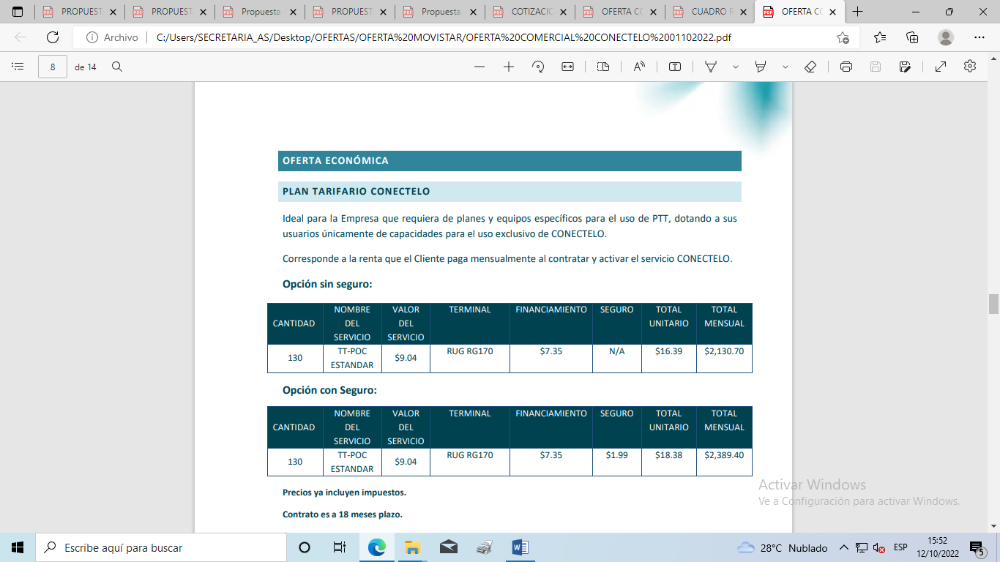 PROPUEST
PROPUEST
Propuesta
PROPUEST
Propuesta
COTIZACIC
OFERTA CC
CUADRO R
OFERTA CC
Archivo
C:/Users/SECRETARIA_AS/Desktop/OFERTAS/OFERTA%20MOVISTAR/OFERTA%20COMERCIAL%20CONECTELO%2001102022.pdf
8 de 14
OFERTA ECONÓMICA
PLAN TARIFARIO CONECTELO
Ideal para la Empresa que requiera de planes y equipos específicos para el uso de PTT, dotando a sus
usuarios únicamente de capacidades para el uso exclusivo de CONECTELO.
Corresponde a la renta que el Cliente paga mensualmente al contratar y activar el servicio CONECTELO.
Opción sin seguro:
CANTIDAD
NOMBRE
DEL
SERVICIO
VALOR
DEL
SERVICIO
TERMINAL
FINANCIAMIENTO
SEGURO
TOTAL
UNITARIO
TOTAL
MENSUAL
130
TT-POC
ESTANDAR
$9.04
RUG RG170
$7.35
N/A
$16.39
$2,130.70
Opción con Seguro:
CANTIDAD
NOMBRE
DEL
SERVICIO
VALOR
DEL
SERVICIO
TERMINAL
FINANCIAMIENTO
SEGURO
TOTAL
UNITARIO
TOTAL
MENSUAL
130
TT-POC
ESTANDAR
$9.04
RUG RG170
$7.35
$1.99
$18.38
$2,389.40
Precios ya incluyen impuestos.
Contrato es a 18 meses plazo.
Activar Windows
Ve a Configuración para activar Windows.
Escribe aquí para buscar
28°C Nublado
ESP
15:52
12/10/2022
5